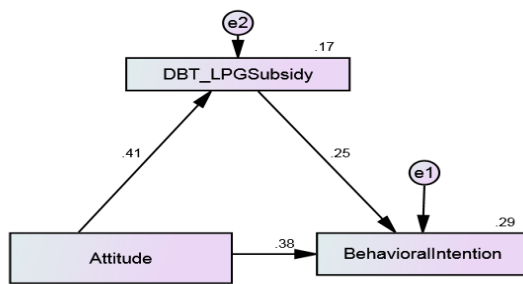 e2
.17
DBT_LPGSubsidy
.41
.25
e1
.29
Attitude
.38
BehavioralIntention